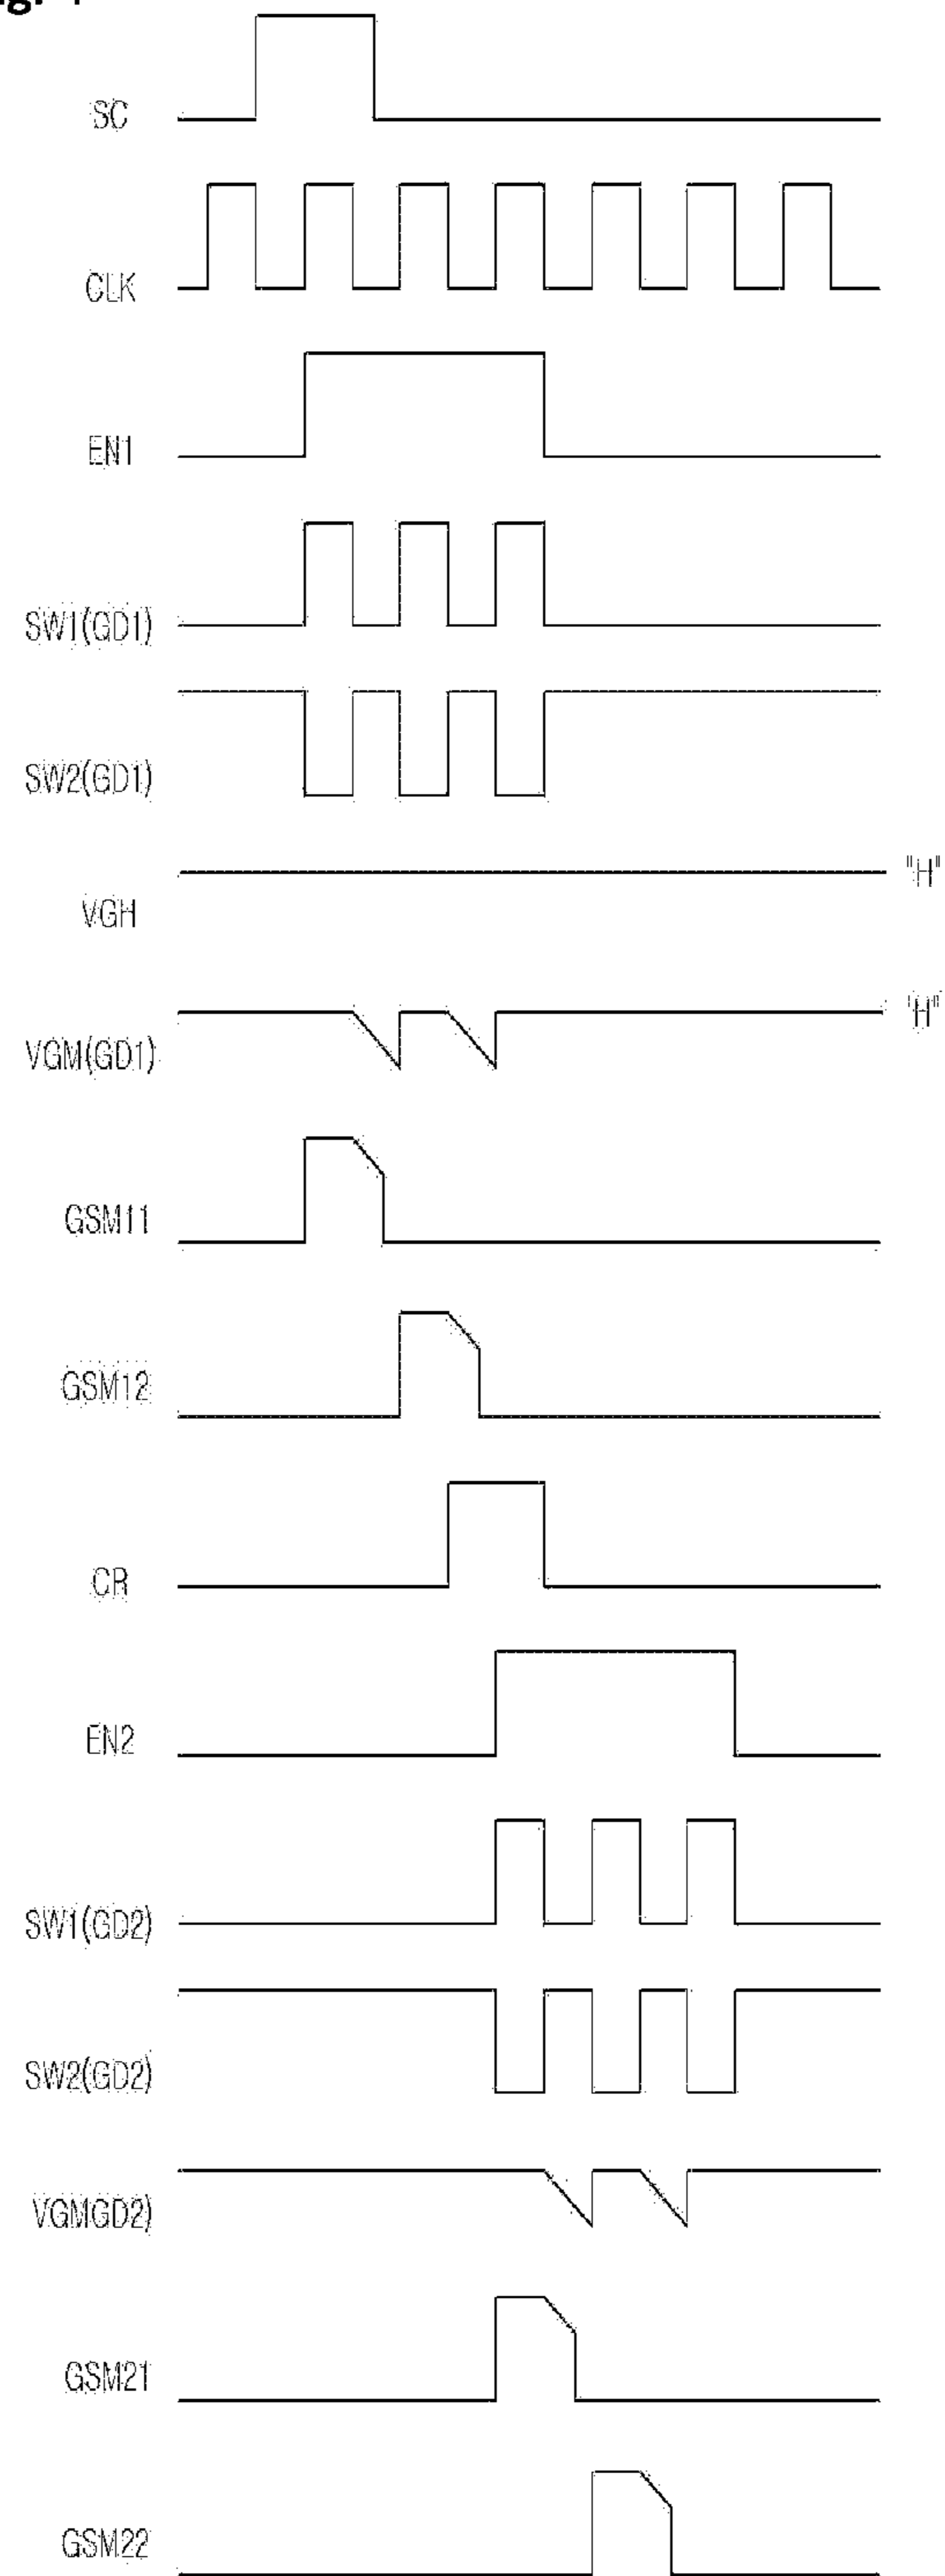 SC
CLK
EN1
SW1(GD1)
SW2(GD1)
"H"
VGH
"H"
VGM(GD1)
GSM11
GSM12
CR
EN2
SW1(GD2)
SW2(GD2)
VGMGD2)
GSM21
GSM22